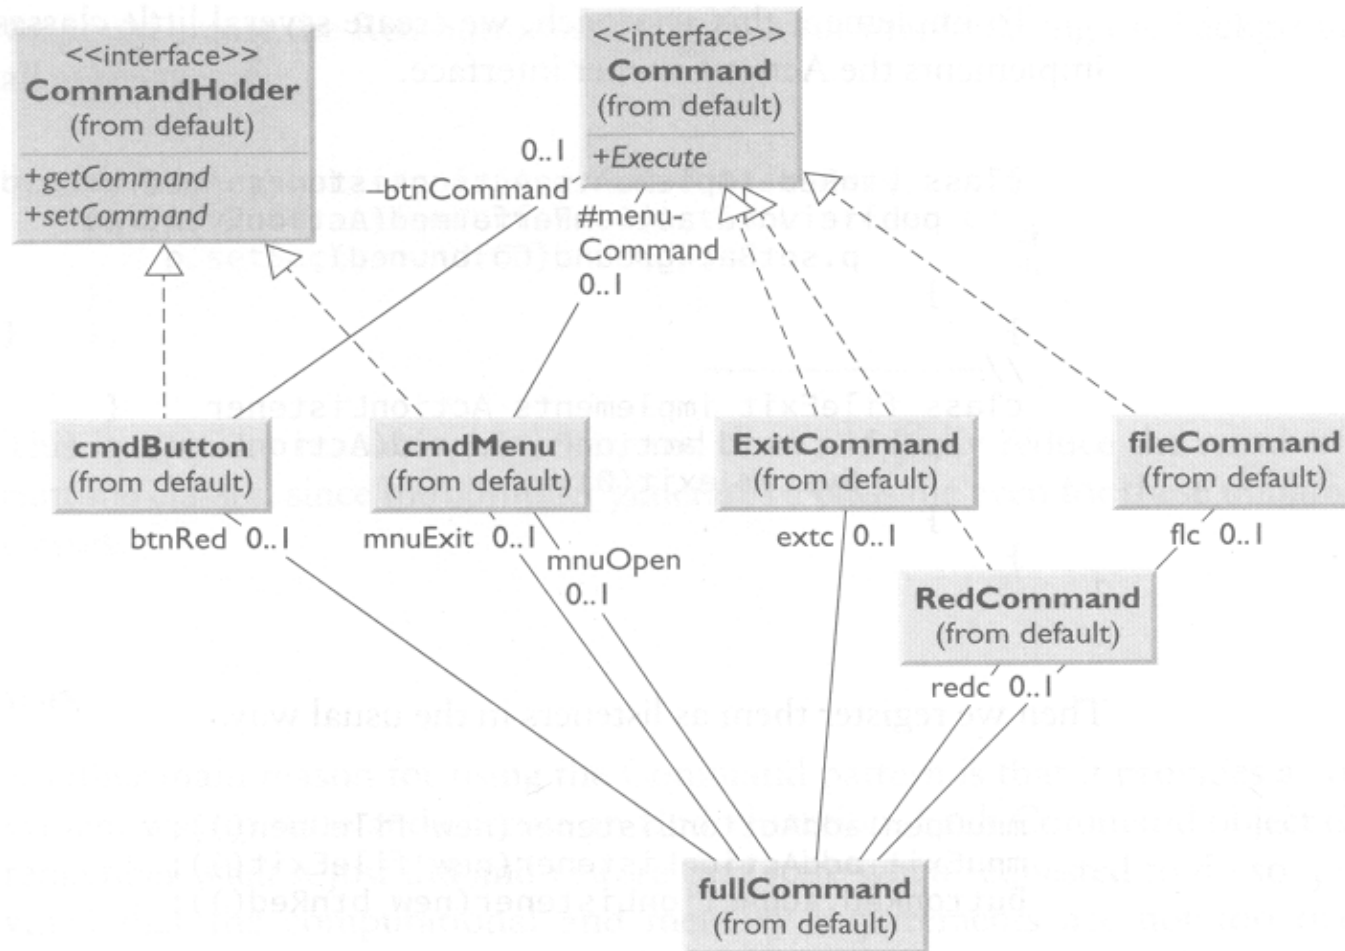 <<interface>>
CommandHolder
(from default)
+getCommand
+setCommand
<<interface>>
Command
(from default)
+Execute
0..1
–btnCommand
#menu-
Command
0..1
cmdButton
(from default)
cmdMenu
(from default)
ExitCommand
(from default)
fileCommand
(from default)
btnRed 0..1
mnuExit 0..1
mnuOpen
0..1
extc 0..1
flc 0..1
RedCommand
(from default)
redc 0..1
fullCommand
(from default)